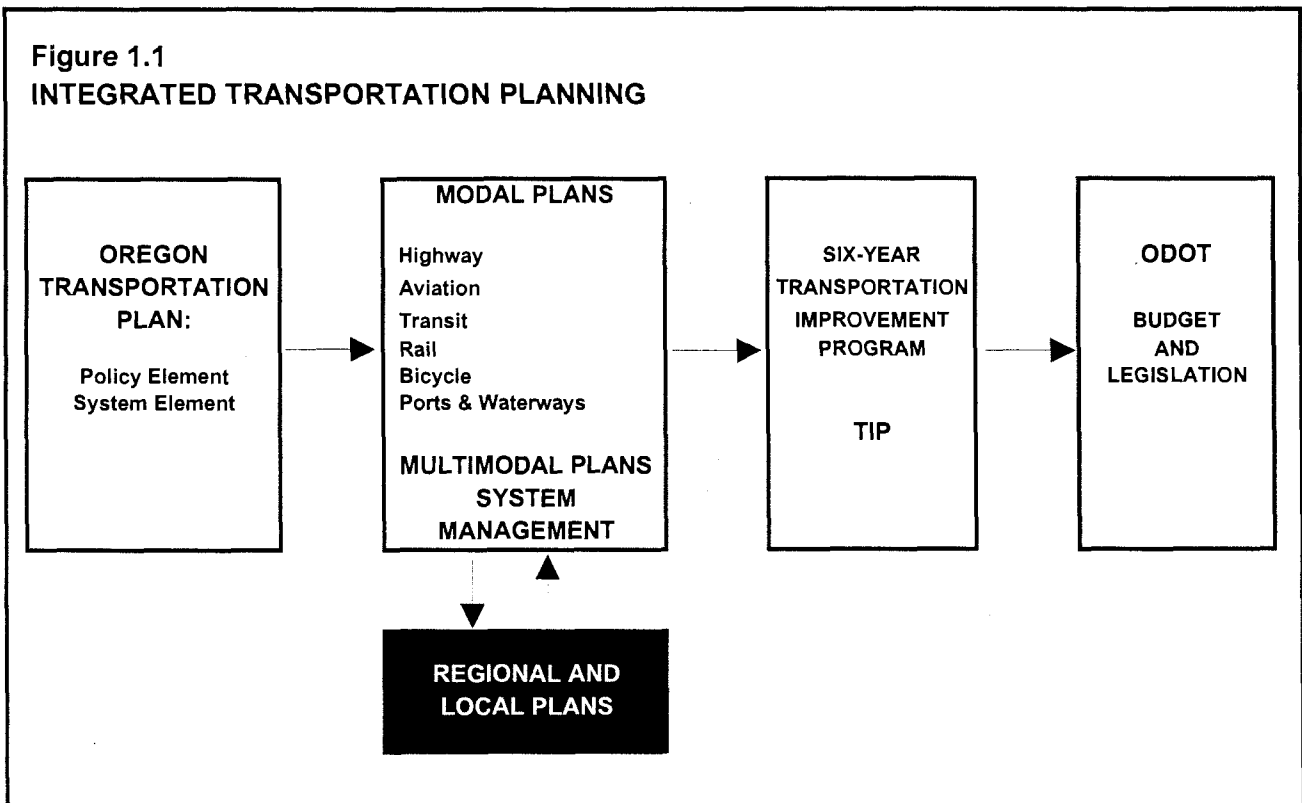 Figure 1.1
INTEGRATED TRANSPORTATION PLANNING
OREGON
TRANSPORTATION
PLAN:
Policy Element
System Element
MODAL PLANS
Highway
Aviation
Transit
Rail
Bicycle
Ports & Waterways
MULTIMODAL PLANS
SYSTEM
MANAGEMENT
SIX-YEAR
TRANSPORTATION
IMPROVEMENT
PROGRAM
TIP
ODOT
BUDGET
AND
LEGISLATION
REGIONAL AND
LOCAL PLANS